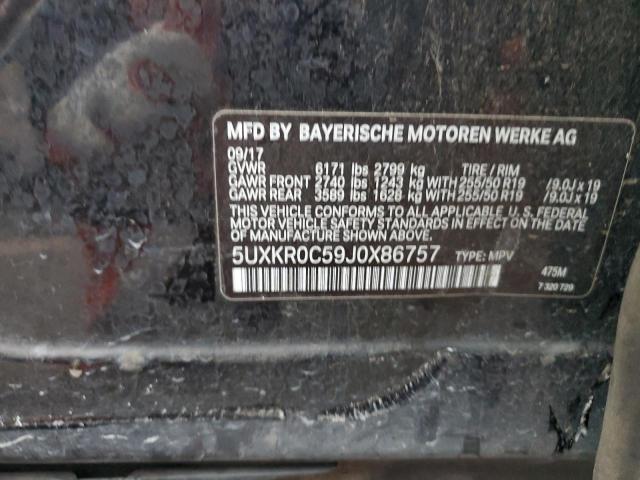 MFD BY BAYERISCHE MOTOREN WERKE AG
09/17
GVWR 6171 lbs 2799 kg TIRE / RIM
GAWR FRONT 2740 lbs 1243 kg WITH 255/50 R19 /9.0J x 19
GAWR REAR 3589 lbs 1628 kg WITH 255/50 R19 /9.0J x 19
THIS VEHICLE CONFORMS TO ALL APPLICABLE U. S. FEDERAL
MOTOR VEHICLE SAFETY STANDARDS IN EFFECT ON THE DATE
OF MANUFACTURE SHOWN ABOVE.
5UXKR0C59J0X86757 TYPE: MPV
475M
7 320 729